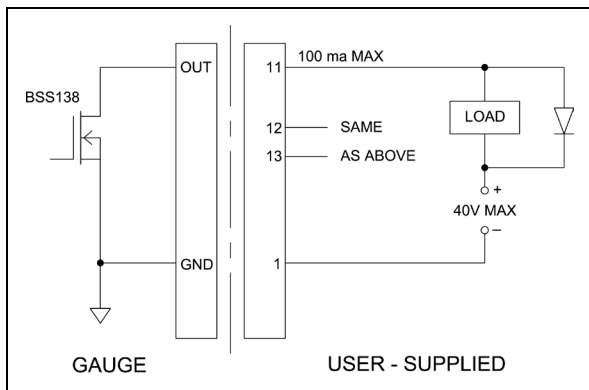 OUT
11
100 ma MAX
BSS138
LOAD
12
SAME
13
AS ABOVE
+
40V MAX
–
GND
1
GAUGE
USER - SUPPLIED